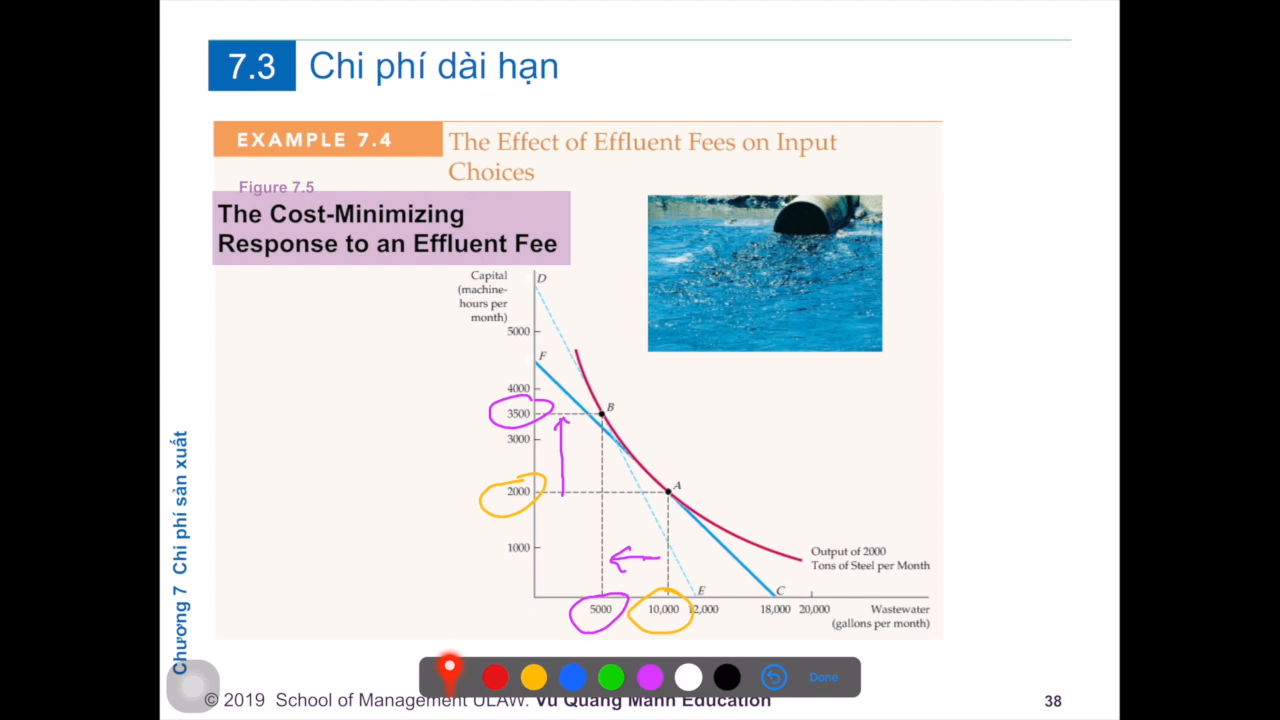 7.3 Chi phí dài hạn
EXAMPLE 7.4
The Effect of Effluent Fees on Input
Choices
Figure 7.5
The Cost-Minimizing
Response to an Effluent Fee
Capital
(machine-
hours per
month)
D
5000
F
4000
3500
B
3000
2000
A
1000
Output of 2000
Tons of Steel per Month
E
C
5000
10,000
12,000
18,000
20,000
Wastewater
(gallons per month)
Chương 7 Chi phí sản xuất
Done
© 2019 School of Management ULAW. Vũ Quang Mạnh Education
38